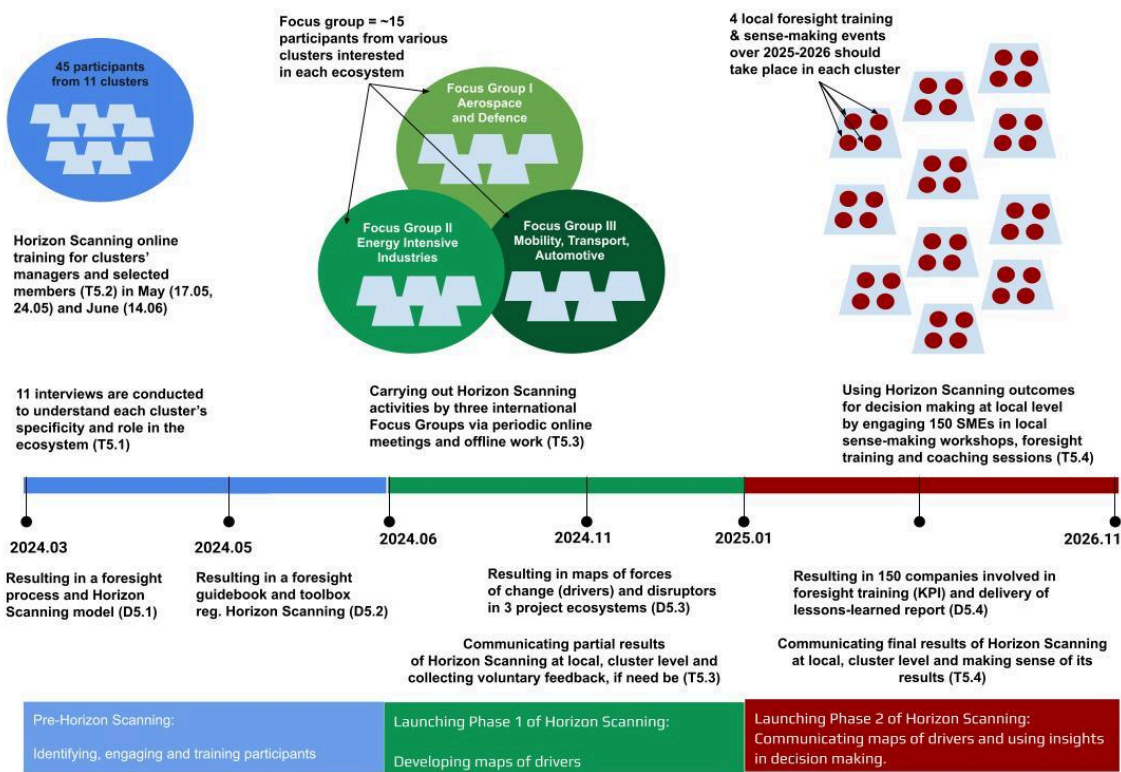 45 participants
from 11 clusters
Horizon Scanning online
training for clusters'
managers and selected
members (T5.2) in May (17.05,
24.05) and June (14.06)
Focus group = ~15
participants from various
clusters interested
in each ecosystem
Focus Group I
Aerospace
and Defence
Focus Group II
Energy Intensive
Industries
Focus Group III
Mobility, Transport,
Automotive
4 local foresight training
& sense-making events
over 2025-2026 should
take place in each cluster
11 interviews are conducted
to understand each cluster's
specificity and role in the
ecosystem (T5.1)
Carrying out Horizon Scanning
activities by three international
Focus Groups via periodic online
meetings and offline work (T5.3)
Using Horizon Scanning outcomes
for decision making at local level
by engaging 150 SMEs in local
sense-making workshops, foresight
training and coaching sessions (T5.4)
2024.03
2024.05
2024.06
2024.11
2025.01
2026.11
Resulting in a foresight
process and Horizon
Scanning model (D5.1)
Resulting in a foresight
guidebook and toolbox
reg. Horizon Scanning (D5.2)
Resulting in maps of forces
of change (drivers) and disruptors
in 3 project ecosystems (D5.3)
Communicating partial results
of Horizon Scanning at local, cluster level and
collecting voluntary feedback, if need be (T5.3)
Resulting in 150 companies involved in
foresight training (KPI) and delivery of
lessons-learned report (D5.4)
Communicating final results of Horizon Scanning
at local, cluster level and making sense of its
results (T5.4)
Pre-Horizon Scanning:
Identifying, engaging and training participants
Launching Phase 1 of Horizon Scanning:
Developing maps of drivers
Launching Phase 2 of Horizon Scanning:
Communicating maps of drivers and using insights
in decision making.